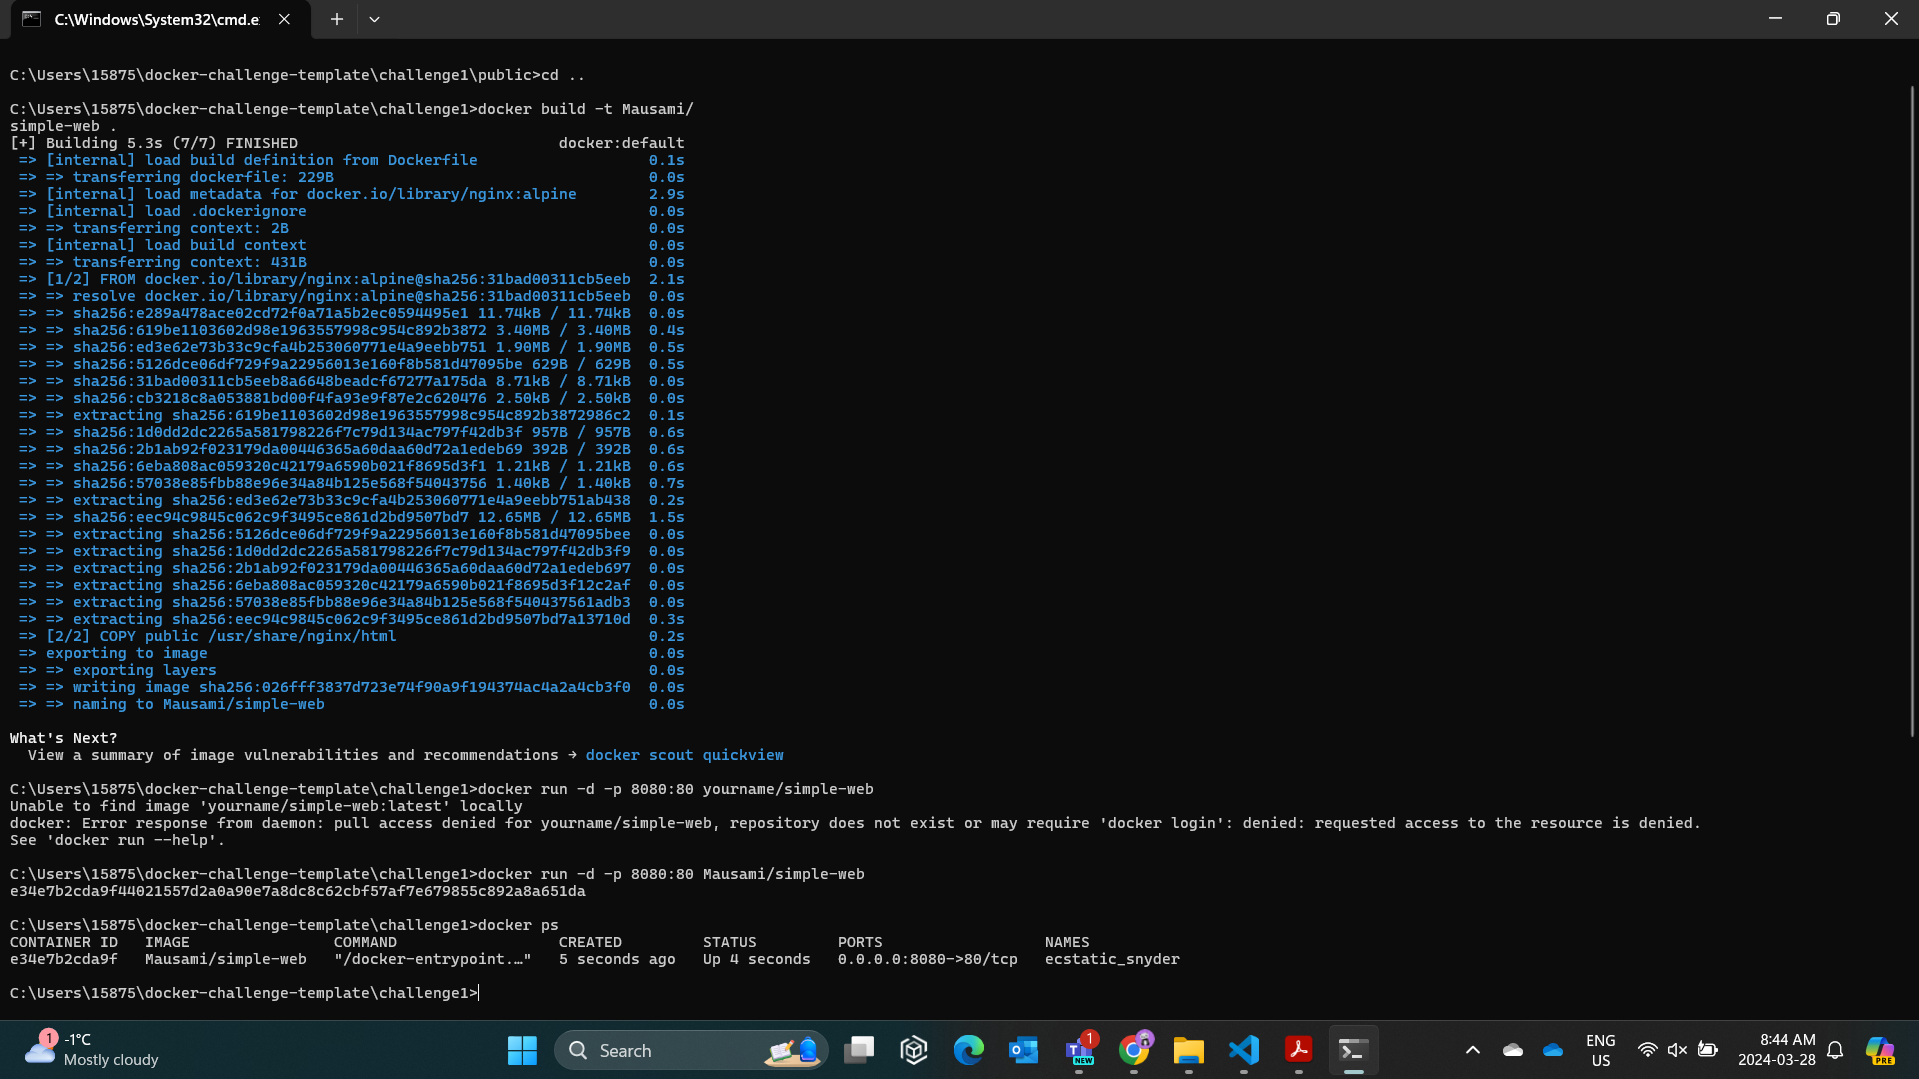 C:\Windows\System32\cmd.e
C:\Users\15875\docker-challenge-template\challenge1\public>cd ..
C:\Users\15875\docker-challenge-template\challenge1>docker build -t Mausami/
simple-web .
[+] Building 5.3s (7/7) FINISHED docker:default
=> [internal] load build definition from Dockerfile 0.1s
=> => transferring dockerfile: 229B 0.0s
=> [internal] load metadata for docker.io/library/nginx:alpine 2.9s
=> [internal] load .dockerignore 0.0s
=> => transferring context: 2B 0.0s
=> [internal] load build context 0.0s
=> => transferring context: 431B 0.0s
=> [1/2] FROM docker.io/library/nginx:alpine@sha256:31bad00311cb5eeb 2.1s
=> => resolve docker.io/library/nginx:alpine@sha256:31bad00311cb5eeb 0.0s
=> => sha256:e289a478ace02cd72f0a71a5b2ec0594495e1 11.74kB / 11.74kB 0.0s
=> => sha256:619be1103602d98e1963557998c954c892b3872 3.40MB / 3.40MB 0.4s
=> => sha256:ed3e62e73b33c9cfa4b253060771e4a9eebb751 1.90MB / 1.90MB 0.5s
=> => sha256:5126dce06df729f9a22956013e160f8b581d47095be 629B / 629B 0.5s
=> => sha256:31bad00311cb5eeb8a6648beadcf67277a175da 8.71kB / 8.71kB 0.0s
=> => sha256:cb3218c8a053881bd00f4fa93e9f87e2c620476 2.50kB / 2.50kB 0.0s
=> => extracting sha256:619be1103602d98e1963557998c954c892b3872986c2 0.1s
=> => sha256:1d0dd2dc2265a581798226f7c79d134ac797f42db3f 957B / 957B 0.6s
=> => sha256:2b1ab92f023179da00446365a60daa60d72a1edeb69 392B / 392B 0.6s
=> => sha256:6eba808ac059320c42179a6590b021f8695d3f1 1.21kB / 1.21kB 0.6s
=> => sha256:57038e85fbb88e96e34a84b125e568f54043756 1.40kB / 1.40kB 0.7s
=> => extracting sha256:ed3e62e73b33c9cfa4b253060771e4a9eebb751ab438 0.2s
=> => sha256:eec94c9845c062c9f3495ce861d2bd9507bd7 12.65MB / 12.65MB 1.5s
=> => extracting sha256:5126dce06df729f9a22956013e160f8b581d47095bee 0.0s
=> => extracting sha256:1d0dd2dc2265a581798226f7c79d134ac797f42db3f9 0.0s
=> => extracting sha256:2b1ab92f023179da00446365a60daa60d72a1edeb697 0.0s
=> => extracting sha256:6eba808ac059320c42179a6590b021f8695d3f12c2af 0.0s
=> => extracting sha256:57038e85fbb88e96e34a84b125e568f540437561adb3 0.0s
=> => extracting sha256:eec94c9845c062c9f3495ce861d2bd9507bd7a13710d 0.3s
=> [2/2] COPY public /usr/share/nginx/html 0.2s
=> exporting to image 0.0s
=> => exporting layers 0.0s
=> => writing image sha256:026fff3837d723e74f90a9f194374ac4a2a4cb3f0 0.0s
=> => naming to Mausami/simple-web 0.0s
What's Next?
View a summary of image vulnerabilities and recommendations → docker scout quickview
C:\Users\15875\docker-challenge-template\challenge1>docker run -d -p 8080:80 yourname/simple-web
Unable to find image 'yourname/simple-web:latest' locally
docker: Error response from daemon: pull access denied for yourname/simple-web, repository does not exist or may require 'docker login': denied: requested access to the resource is denied.
See 'docker run --help'.
C:\Users\15875\docker-challenge-template\challenge1>docker run -d -p 8080:80 Mausami/simple-web
e34e7b2cda9f44021557d2a0a90e7a8dc8c62cbf57af7e679855c892a8a651da
C:\Users\15875\docker-challenge-template\challenge1>docker ps
CONTAINER ID IMAGE COMMAND CREATED STATUS PORTS NAMES
e34e7b2cda9f Mausami/simple-web "/docker-entrypoint.…" 5 seconds ago Up 4 seconds 0.0.0.0:8080->80/tcp ecstatic_snyder
C:\Users\15875\docker-challenge-template\challenge1>
1
-1°C
Mostly cloudy
Search
1
NEW
ENG
US
8:44 AM
2024-03-28
PRE